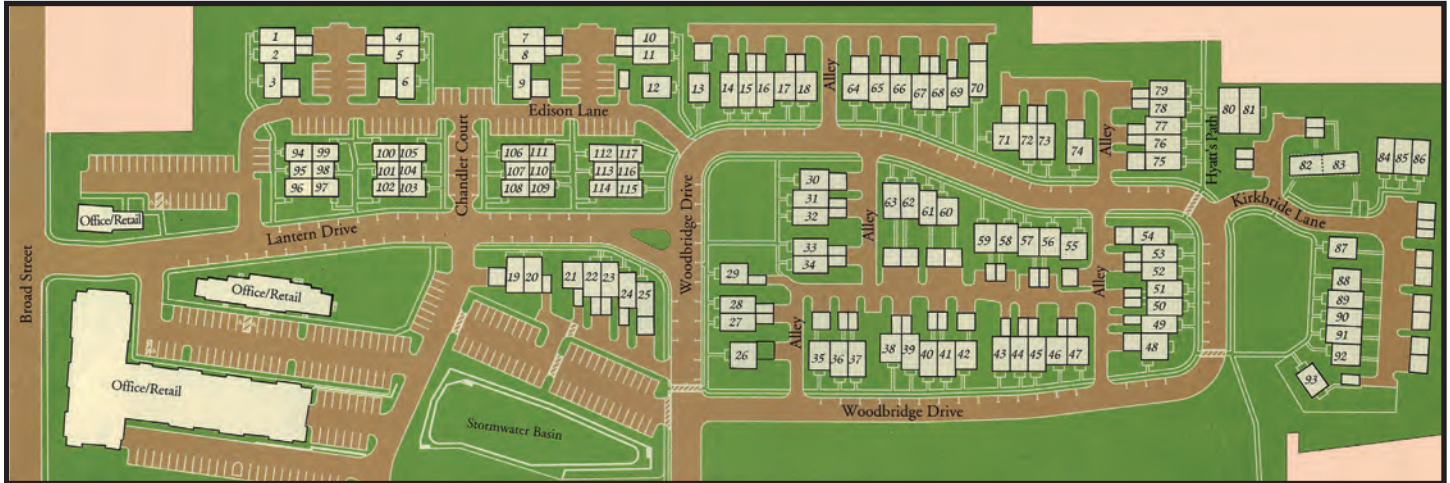 1
2
3
4
5
6
7
8
9
10
11
12
13
14 15 16 17 18
Alley
64 65 66 67 68 69 70
71 72 73 74
Alley
79
78
77
76
75
Hyatt's Path
80 81
82 83
84 85 86
Edison Lane
Chandler Court
94 99
95 98
96 97
100 105
101 104
102 103
106 111
107 110
108 109
112 117
113 116
114 115
Office/Retail
Broad Street
Lantern Drive
Woodbridge Drive
30
31
32
33
34
Alley
63 62 61 60
59 58 57 56 55
Alley
54
53
52
51
50
49
48
Kirkbride Lane
87
88
89
90
91
92
93
19 20
21 22 23 24 25
29
28
27
26
Alley
35 36 37
38 39 40 41 42
43 44 45 46 47
Woodbridge Drive
Office/Retail
Office/Retail
Stormwater Basin